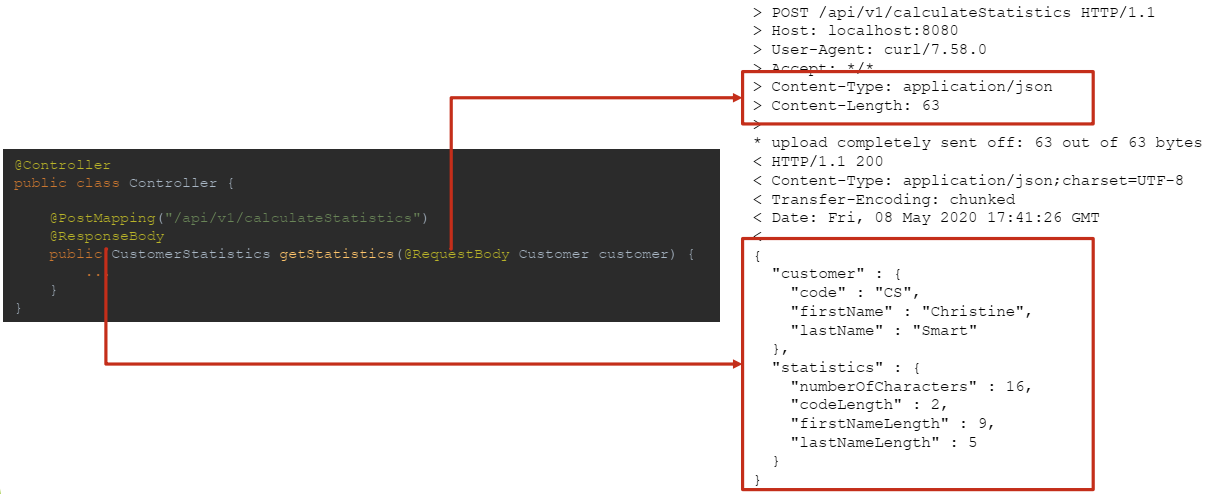 @Controller
public class Controller {
@PostMapping("/api/v1/calculateStatistics")
@ResponseBody
public CustomerStatistics getStatistics(@RequestBody Customer customer) {
...
}
}
> POST /api/v1/calculateStatistics HTTP/1.1
> Host: localhost:8080
> User-Agent: curl/7.58.0
> Accept: */*
> Content-Type: application/json
> Content-Length: 63
>
* upload completely sent off: 63 out of 63 bytes
< HTTP/1.1 200
< Content-Type: application/json;charset=UTF-8
< Transfer-Encoding: chunked
< Date: Fri, 08 May 2020 17:41:26 GMT
<
{
"customer" : {
"code" : "CS",
"firstName" : "Christine",
"lastName" : "Smart"
},
"statistics" : {
"numberOfCharacters" : 16,
"codeLength" : 2,
"firstNameLength" : 9,
"lastNameLength" : 5
}
}